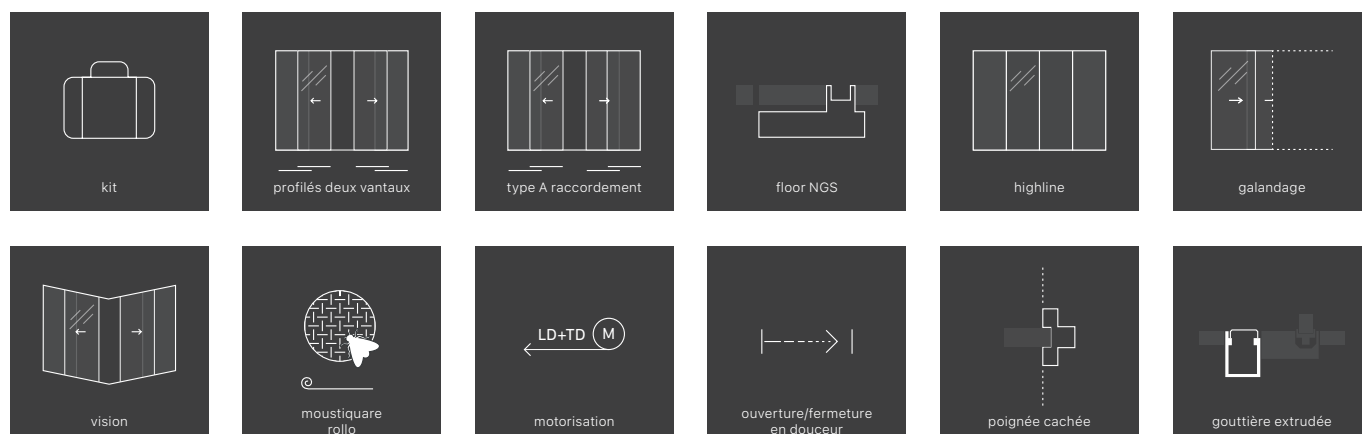 kit
profilés deux vantaux
type A raccordement
floor NGS
highline
galandage
vision
moustiquare
rollo
LD+TD M
motorisation
ouverture/fermeture
en douceur
poignée cachée
gouttière extrudée